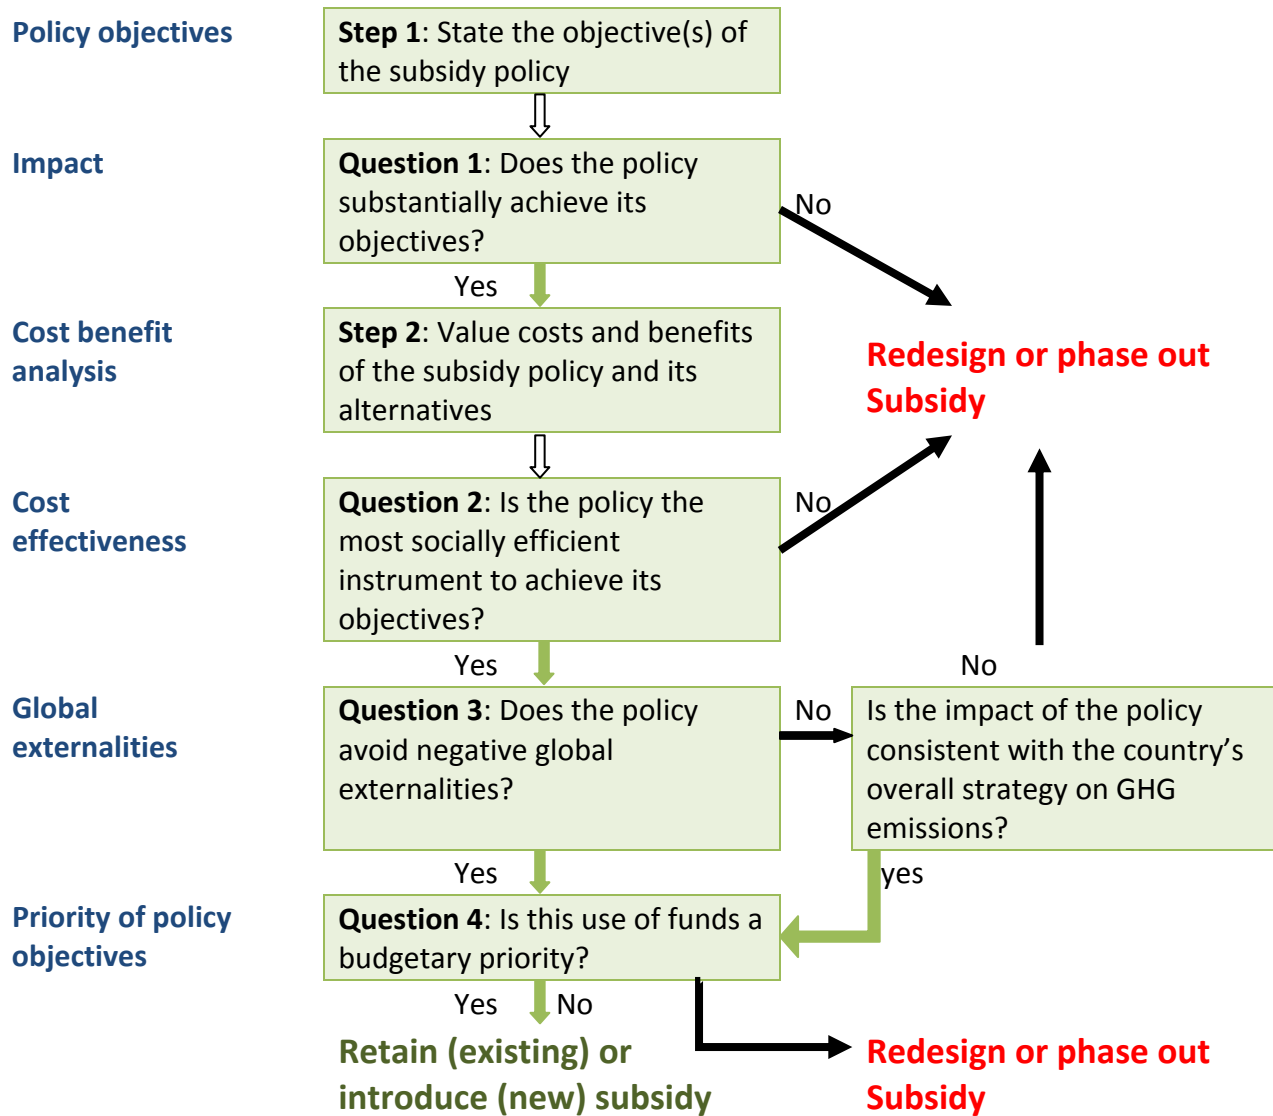 Policy objectives
Step 1: State the objective(s) of
the subsidy policy
Impact
Question 1: Does the policy
substantially achieve its
objectives?
No
Yes
Cost benefit
analysis
Step 2: Value costs and benefits
of the subsidy policy and its
alternatives
Redesign or phase out
Subsidy
Cost
effectiveness
Question 2: Is the policy the
most socially efficient
instrument to achieve its
objectives?
No
Yes
No
Global
externalities
Question 3: Does the policy
avoid negative global
externalities?
No
Is the impact of the policy
consistent with the country’s
overall strategy on GHG
emissions?
Yes
yes
Priority of policy
objectives
Question 4: Is this use of funds a
budgetary priority?
Yes
No
Retain (existing) or
introduce (new) subsidy
Redesign or phase out
Subsidy